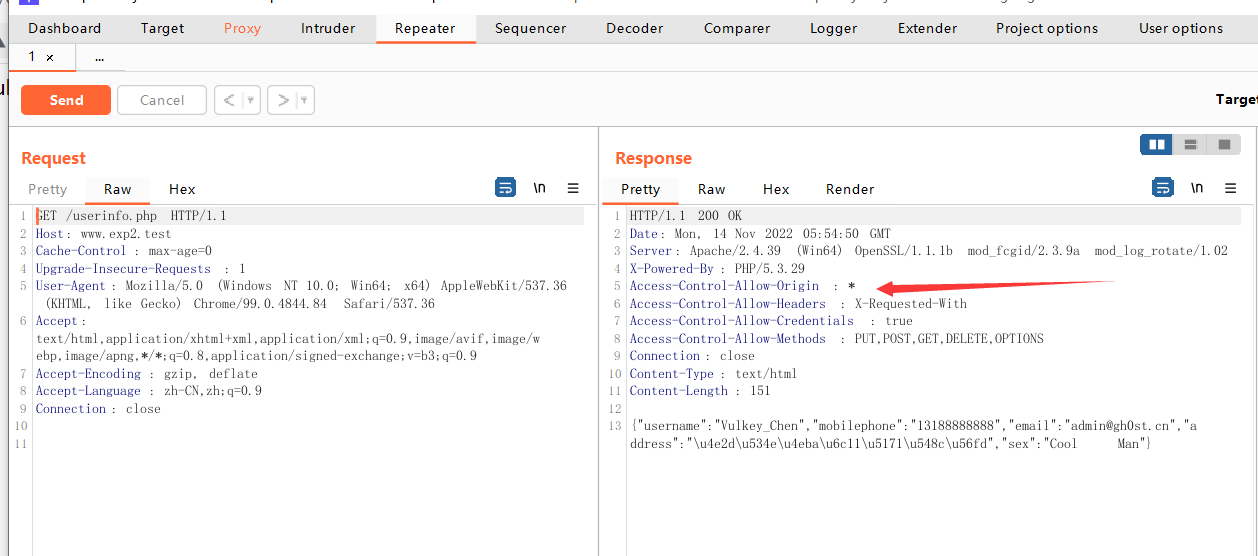 Dashboard Target Proxy Intruder Repeater Sequencer Decoder Comparer Logger Extender Project options User options
1 × ...
Send Cancel < >
Target
Request
Pretty Raw Hex \n
1 GET /userinfo.php HTTP/1.1
2 Host: www.exp2.test
3 Cache-Control: max-age=0
4 Upgrade-Insecure-Requests : 1
5 User-Agent: Mozilla/5.0 (Windows NT 10.0; Win64; x64) AppleWebKit/537.36
(KHTML, like Gecko) Chrome/99.0.4844.84 Safari/537.36
6 Accept:
text/html,application/xhtml+xml,application/xml;q=0.9,image/avif,image/w
ebp,image/apng,*/*;q=0.8,application/signed-exchange;v=b3;q=0.9
7 Accept-Encoding : gzip, deflate
8 Accept-Language : zh-CN,zh;q=0.9
9 Connection : close
10
11
Response
Pretty Raw Hex Render \n
1 HTTP/1.1 200 OK
2 Date: Mon, 14 Nov 2022 05:54:50 GMT
3 Server: Apache/2.4.39 (Win64) OpenSSL/1.1.1b mod_fcgid/2.3.9a mod_log_rotate/1.02
4 X-Powered-By: PHP/5.3.29
5 Access-Control-Allow-Origin : *
6 Access-Control-Allow-Headers : X-Requested-With
7 Access-Control-Allow-Credentials : true
8 Access-Control-Allow-Methods : PUT,POST,GET,DELETE,OPTIONS
9 Connection: close
10 Content-Type: text/html
11 Content-Length: 151
12
13 {"username":"Vulkey_Chen","mobilephone":"13188888888","email":"admin@gh0st.cn","a
ddress":"\u4e2d\u534e\u4eba\u6c11\u5171\u548c\u56fd","sex":"Cool Man"}